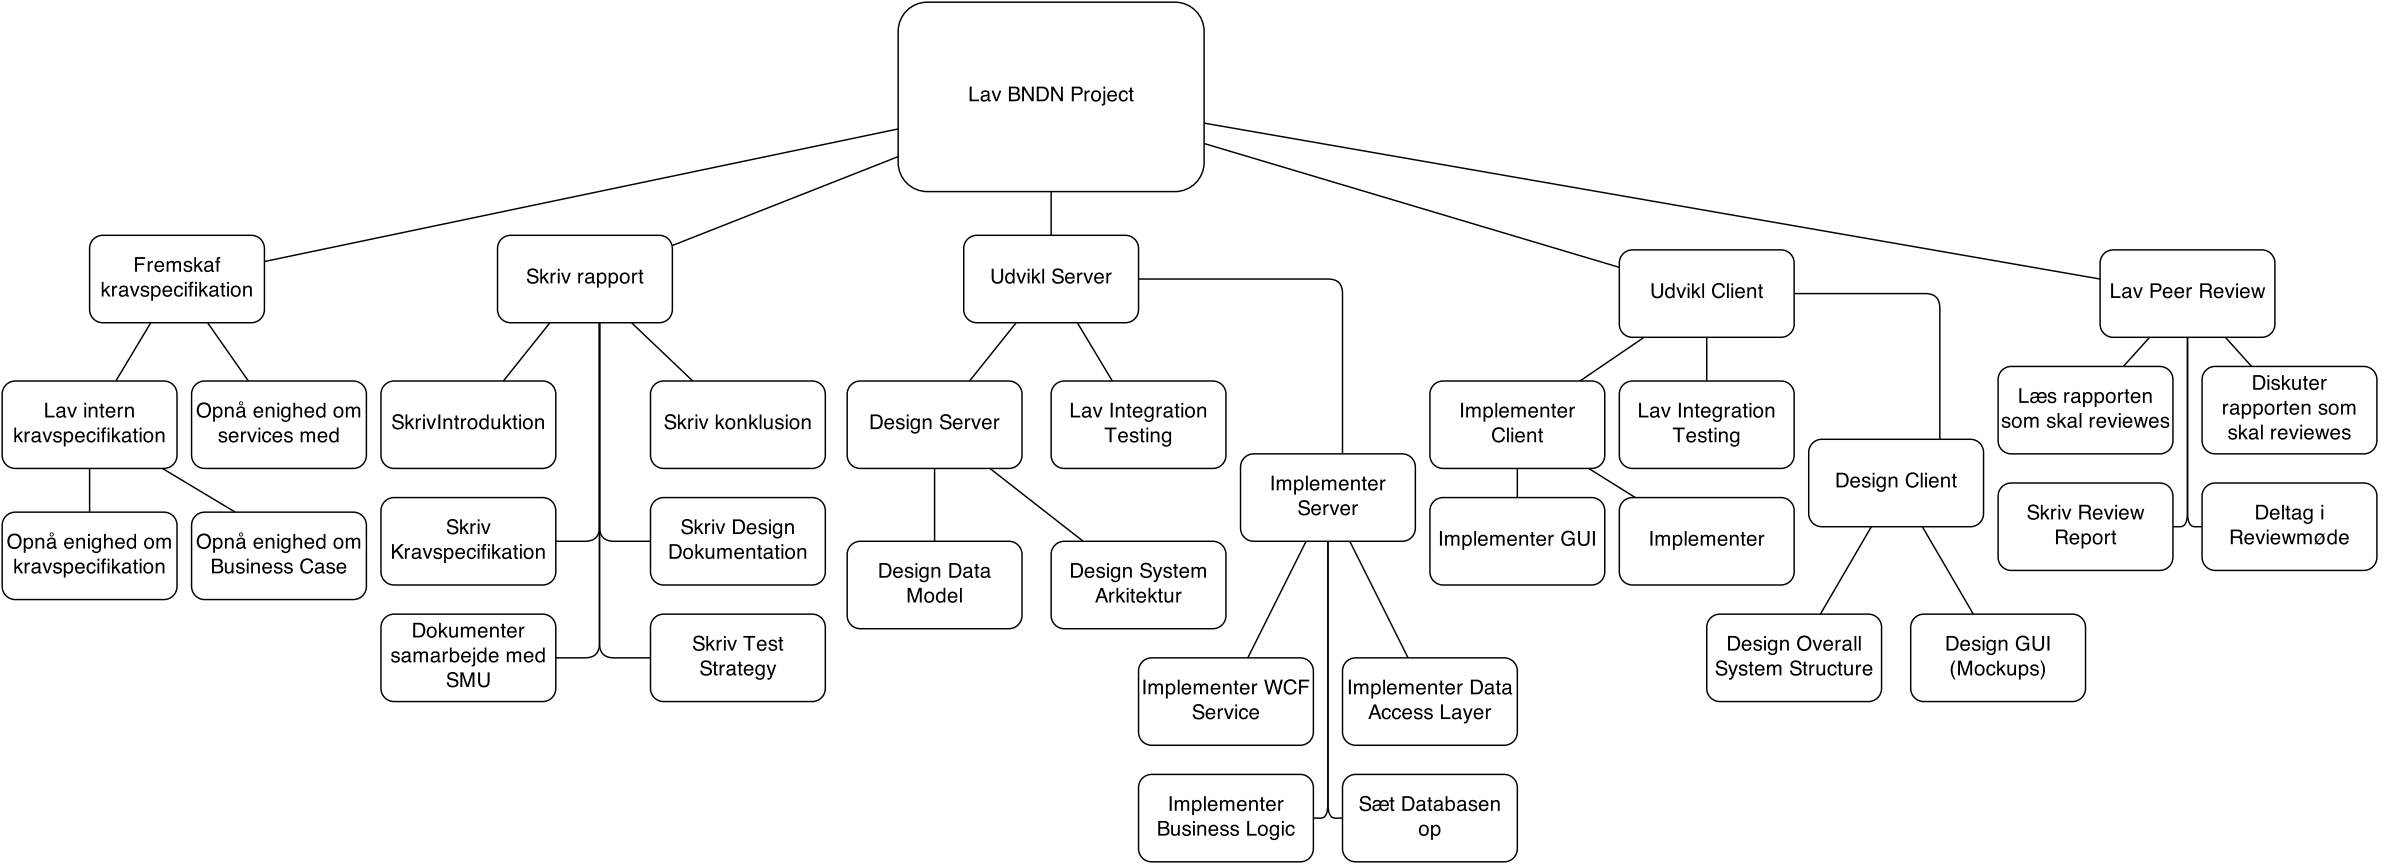 Lav BNDN Project
Fremskaf
kravspecifikation
Skriv rapport
Udvikl Server
Udvikl Client
Lav Peer Review
Lav intern
kravspecifikation
Opnå enighed om
services med
SkrivIntroduktion
Skriv konklusion
Design Server
Lav Integration
Testing
Implementer
Client
Lav Integration
Testing
Læs rapporten
som skal reviewes
Diskuter
rapporten som
skal reviewes
Opnå enighed om
kravspecifikation
Opnå enighed om
Business Case
Skriv
Kravspecifikation
Skriv Design
Dokumentation
Design Data
Model
Design System
Arkitektur
Implementer
Server
Implementer GUI
Implementer
Design Client
Skriv Review
Report
Deltag i
Reviewmøde
Dokumenter
samarbejde med
SMU
Skriv Test
Strategy
Implementer WCF
Service
Implementer Data
Access Layer
Design Overall
System Structure
Design GUI
(Mockups)
Implementer
Business Logic
Sæt Databasen
op